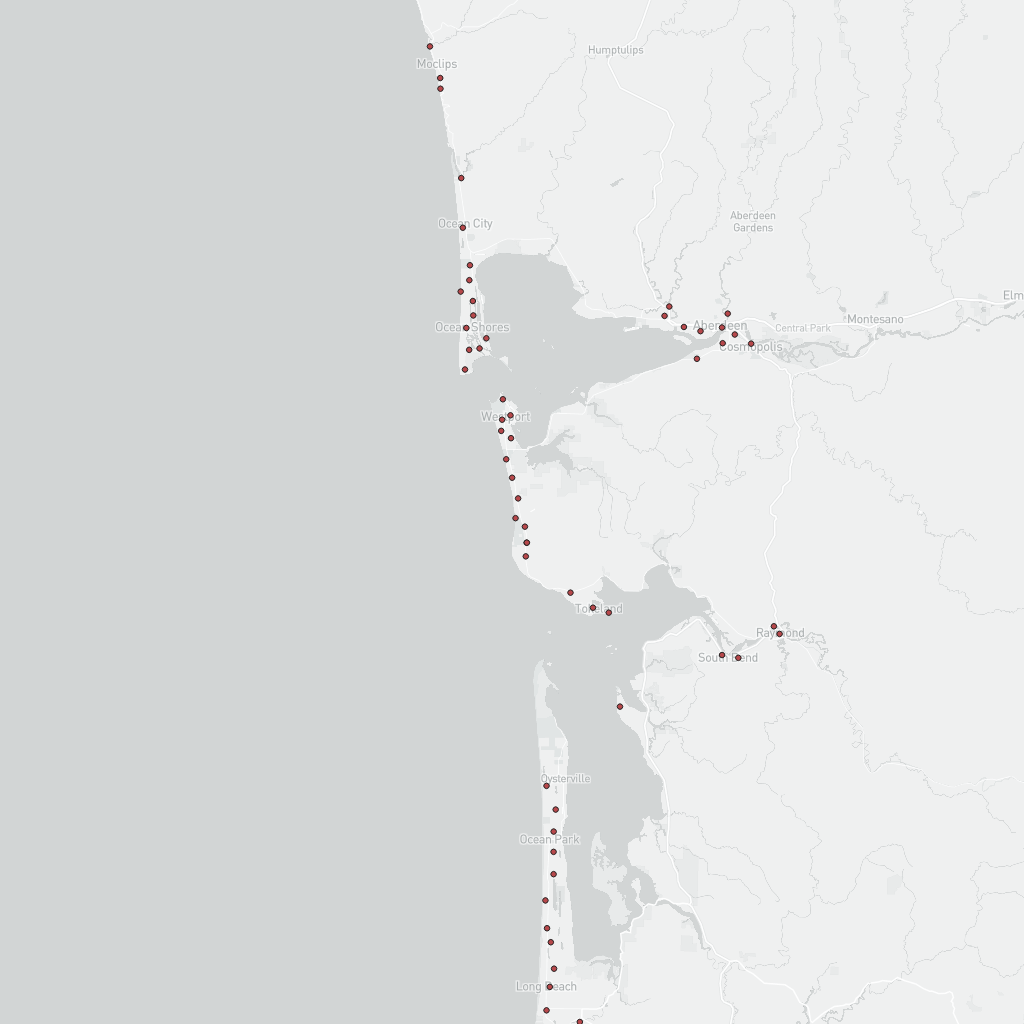 Humptulips
Moclips
Aberdeen
Gardens
Ocean City
Elm
Montesano
Aberdeen
Central Park
Ocean Shores
Cosmopolis
Westport
Tokeland
Raymond
South Bend
Oysterville
Ocean Park
Long Beach